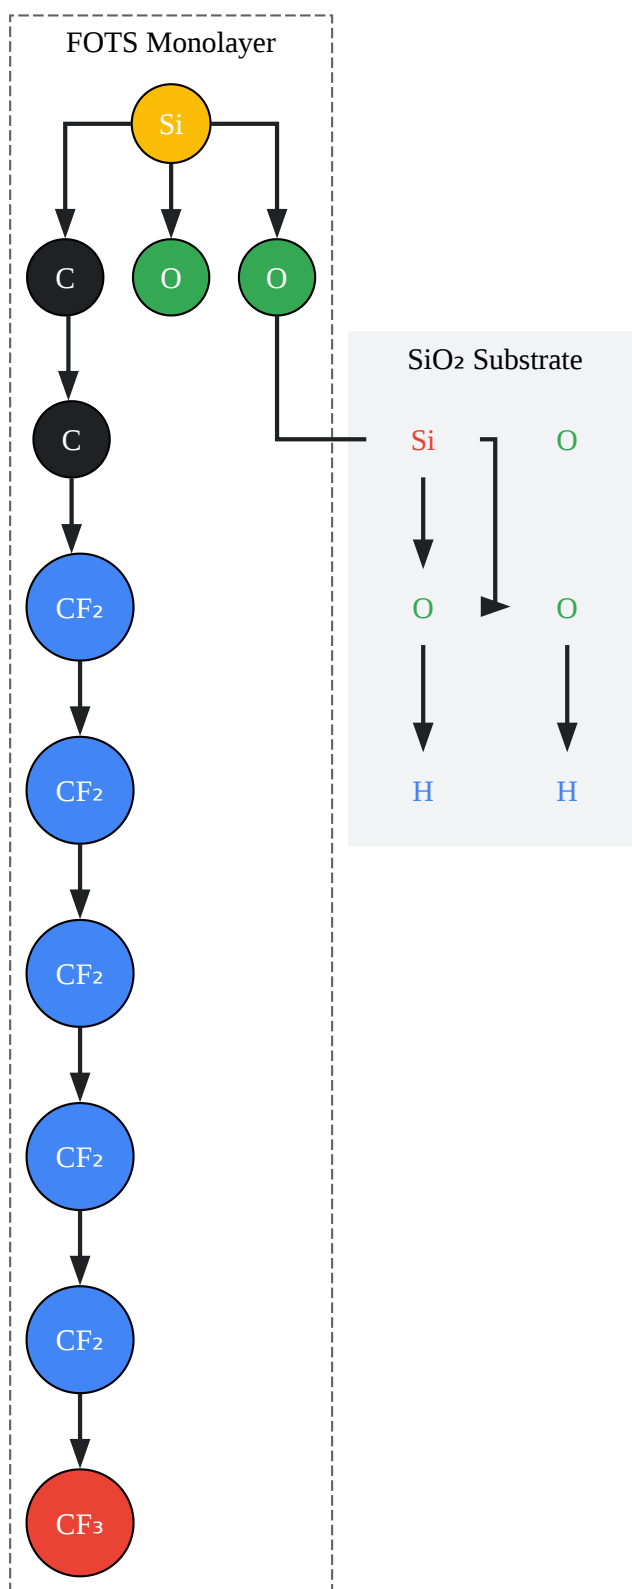 FOTS Monolayer
Si
C O O
SiO₂ Substrate
C
Si O
CF₂
O O
CF₂
H H
CF₂
CF₂
CF₂
CF₃